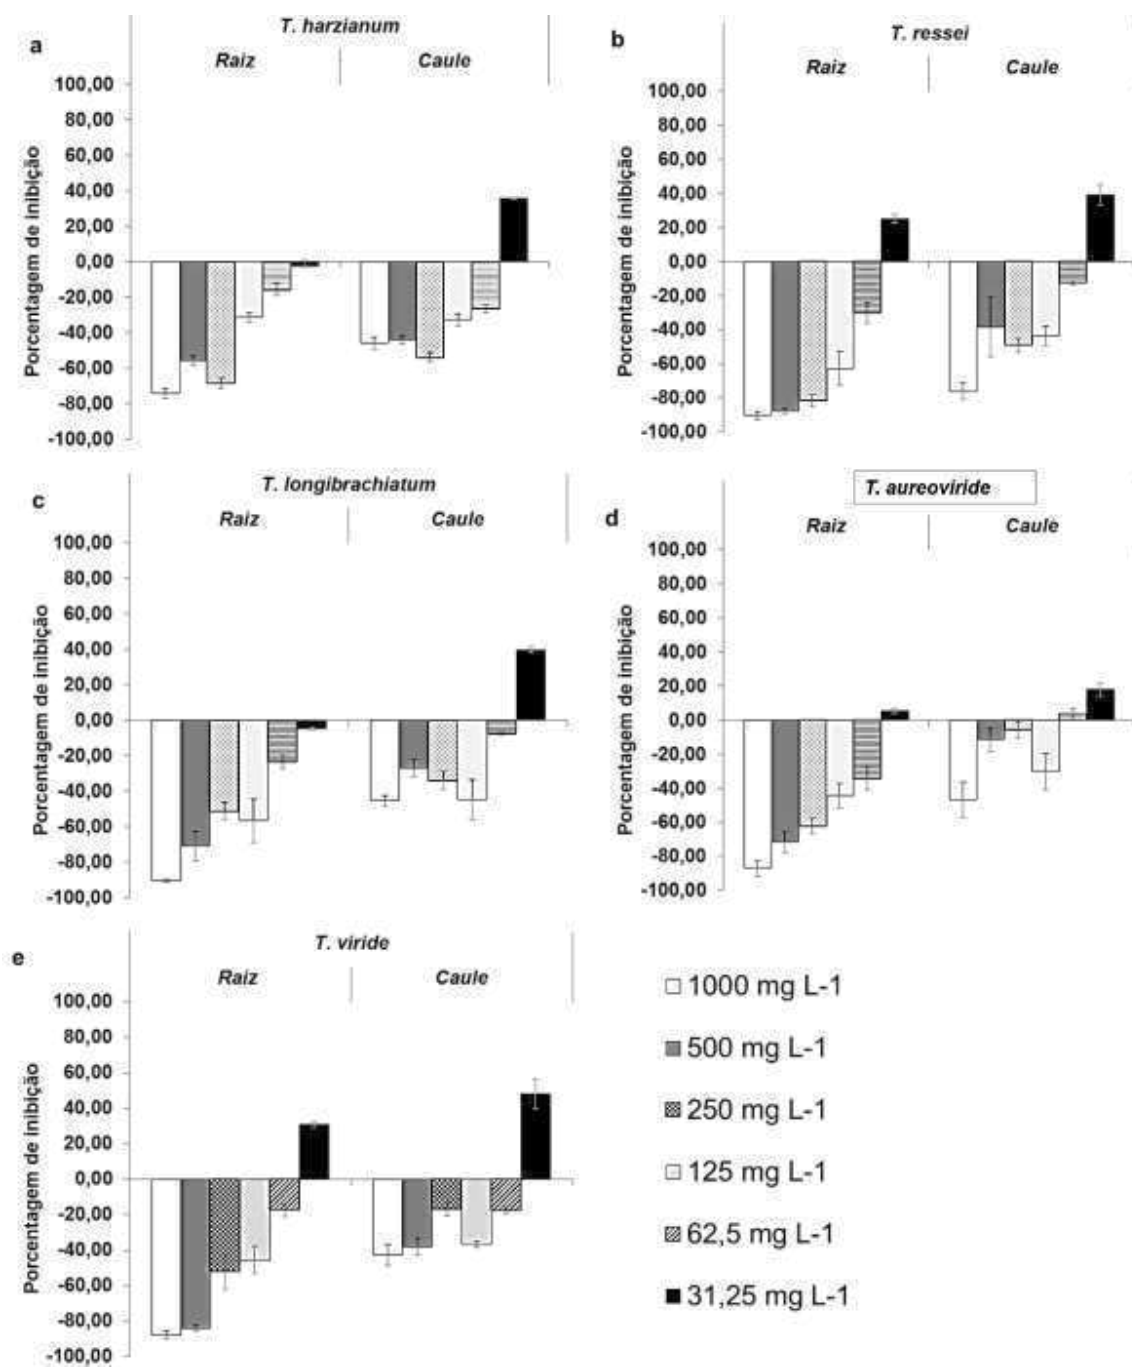 a
T. harzianum
Raiz
Caule
Porcentagem de inibição
100,00
80,00
60,00
40,00
20,00
0,00
-20,00
-40,00
-60,00
-80,00
-100,00
b
T. ressei
Raiz
Caule
Porcentagem de inibição
100,00
80,00
60,00
40,00
20,00
0,00
-20,00
-40,00
-60,00
-80,00
-100,00
c
T. longibrachiatum
Raiz
Caule
Porcentagem de inibição
100,00
80,00
60,00
40,00
20,00
0,00
-20,00
-40,00
-60,00
-80,00
-100,00
d
T. aureoviride
Raiz
Caule
Porcentagem de inibição
100,00
80,00
60,00
40,00
20,00
0,00
-20,00
-40,00
-60,00
-80,00
-100,00
e
T. viride
Raiz
Caule
Porcentagem de inibição
100,00
80,00
60,00
40,00
20,00
0,00
-20,00
-40,00
-60,00
-80,00
-100,00
1000 mg L-1
500 mg L-1
250 mg L-1
125 mg L-1
62,5 mg L-1
31,25 mg L-1